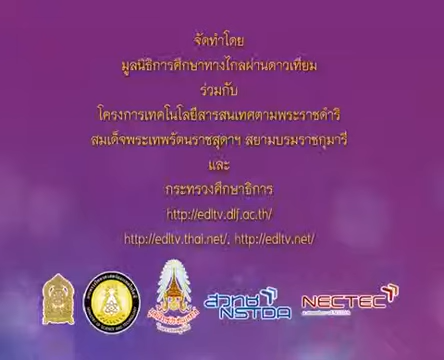 จัดทำโดย
มูลนิธิการศึกษาทางไกลผ่านดาวเทียม
ร่วมกับ
โครงการเทคโนโลยีสารสนเทศตามพระราชดำริ
สมเด็จพระเทพรัตนราชสุดาฯ สยามบรมราชกุมารี
และ
กระทรวงศึกษาธิการ
http://edltv.dlf.ac.th/
http://edltv.thai.net/, http://edltv.net/
สวทช
NSTDA
NECTEC